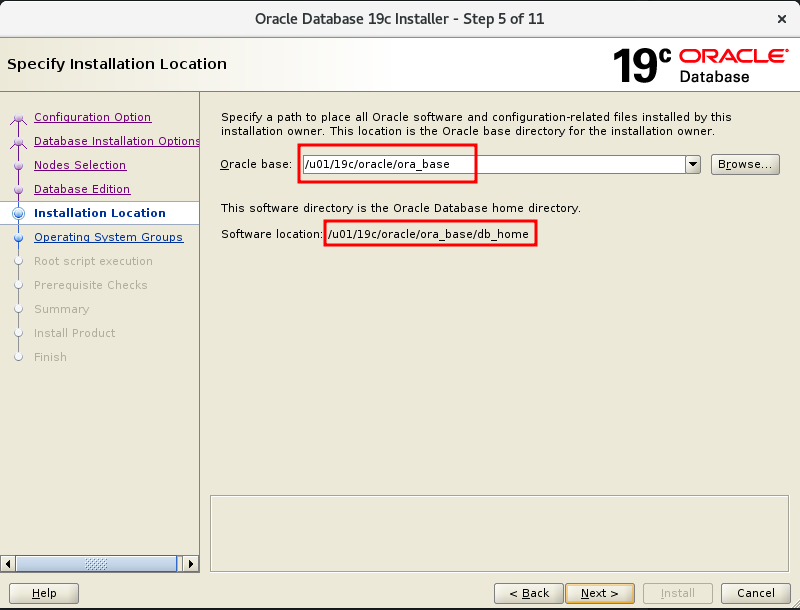 Oracle Database 19c Installer - Step 5 of 11
Specify Installation Location
19c ORACLE
Database
Configuration Option
Database Installation Options
Nodes Selection
Database Edition
Installation Location
Operating System Groups
Root script execution
Prerequisite Checks
Summary
Install Product
Finish
Specify a path to place all Oracle software and configuration-related files installed by this
installation owner. This location is the Oracle base directory for the installation owner.
Oracle base: /u01/19c/oracle/ora_base Browse...
This software directory is the Oracle Database home directory.
Software location: /u01/19c/oracle/ora_base/db_home
Help < Back Next > Install Cancel